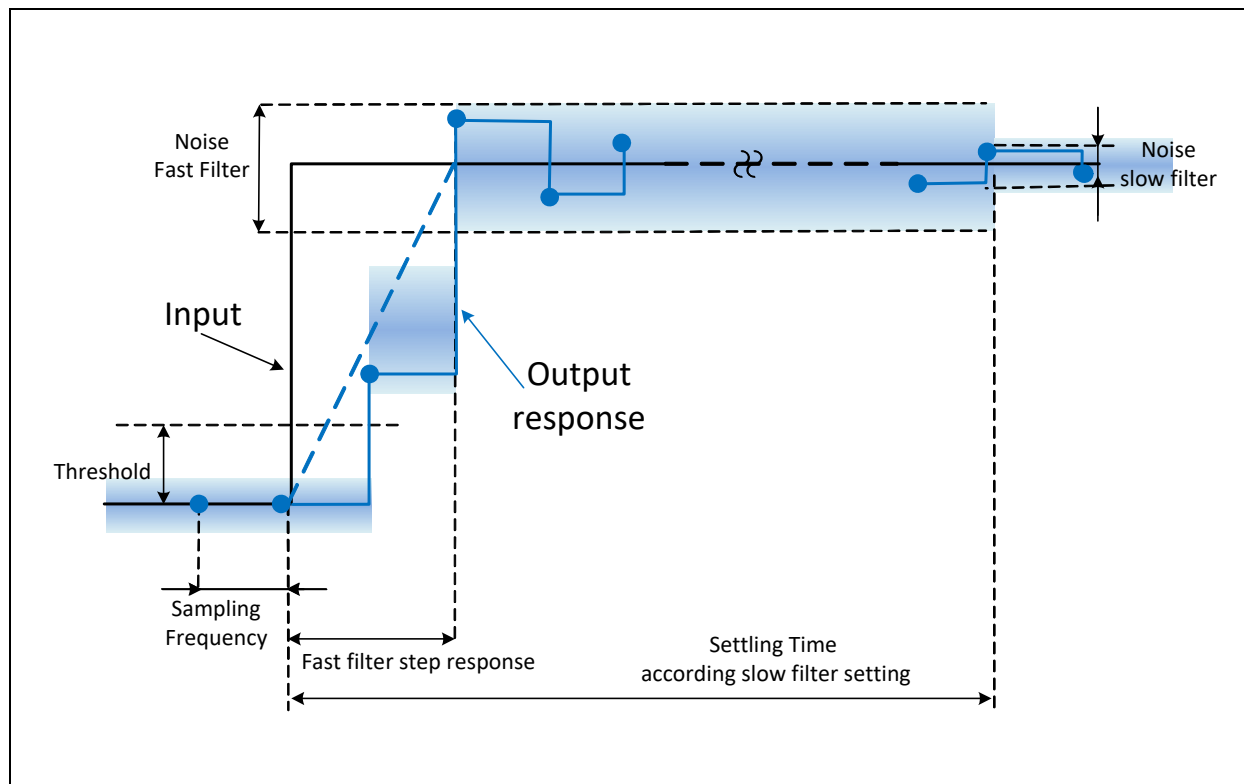 Noise
Fast Filter
Noise
slow filter
Input
Output
response
Threshold
Sampling
Frequency
Fast filter step response
Settling Time
according slow filter setting